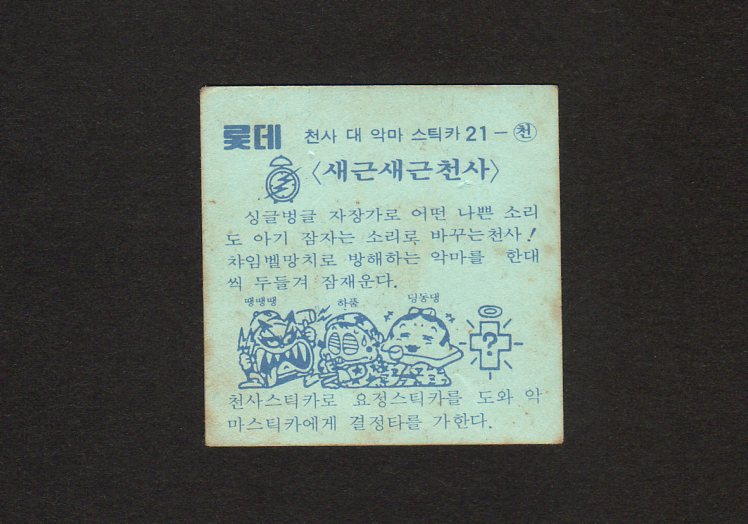 롯데 천사 대 악마 스틱카 21-천
〈새근새근천사〉
싱글벙글 자장가로 어떤 나쁜 소리
도 아기 잠자는 소리로 바꾸는천사!
챠임벨망치로 방해하는 악마를 한대
씩 두들겨 잠재운다.
땡땡땡 하품 딩동댕
?
천사스틱카로 요정스틱카를 도와 악
마스틱카에게 결정타를 가한다.